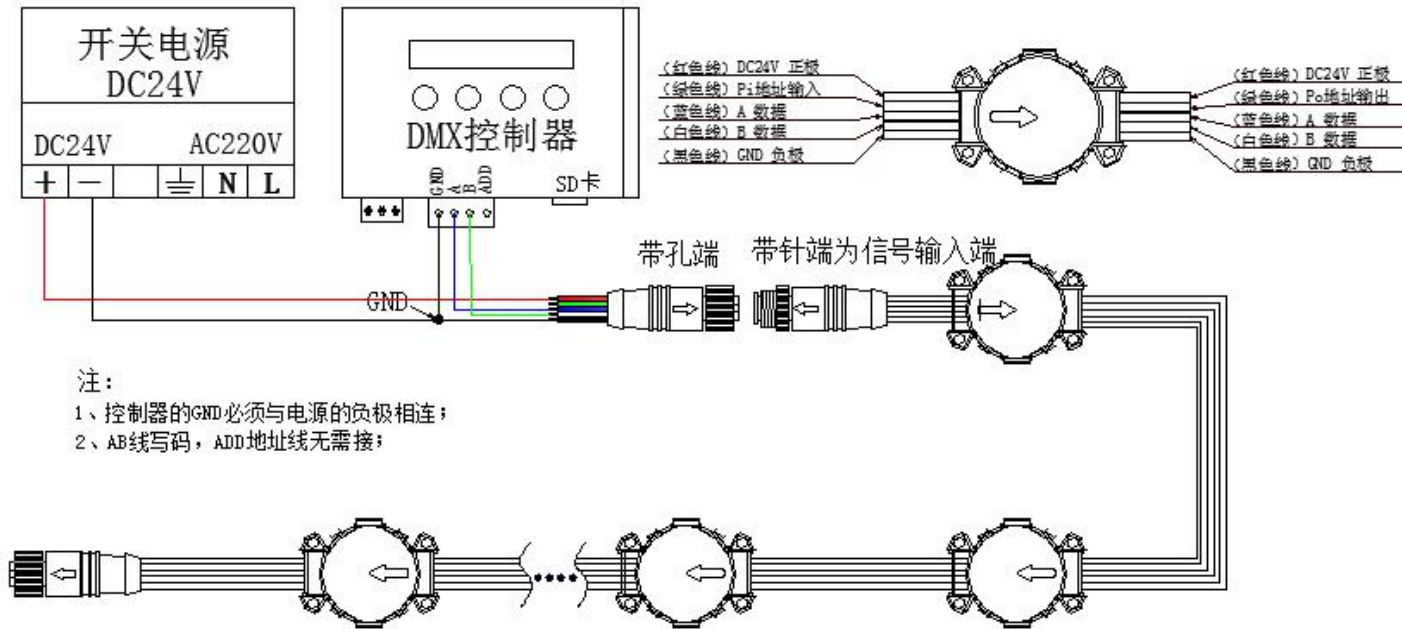 开关电源
DC24V
DC24V AC220V
+ − N L
DMX控制器
GND
A
B
ADD
SD卡
(红色线) DC24V 正极
(绿色线) Pi地址输入
(蓝色线) A 数据
(白色线) B 数据
(黑色线) GND 负极
(红色线) DC24V 正极
(绿色线) Po地址输出
(蓝色线) A 数据
(白色线) B 数据
(黑色线) GND 负极
带孔端
带针端为信号输入端
GND
注：
1、控制器的GND必须与电源的负极相连；
2、AB线写码，ADD地址线无需接；